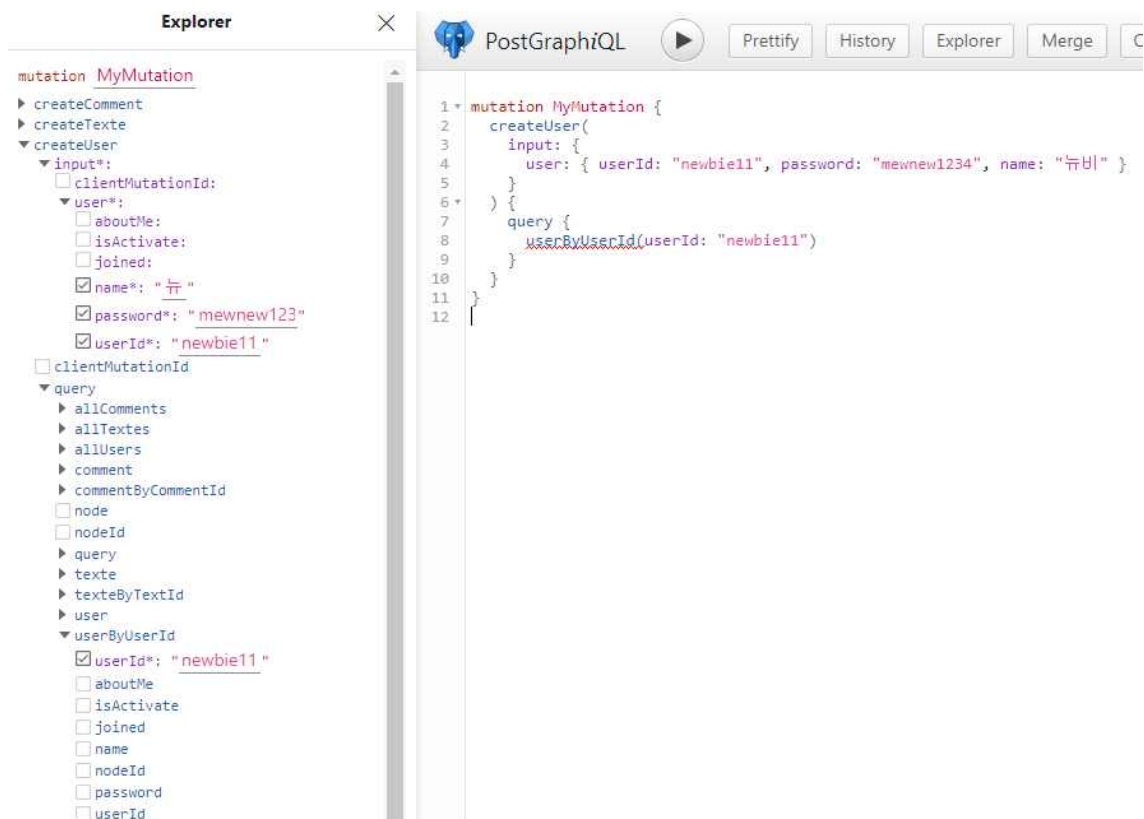 Explorer
mutation MyMutation
createComment
createTexte
createUser
input*:
clientMutationId:
user*:
aboutMe:
isActivate:
joined:
name*: "뉴"
password*: "mewnew123"
userId*: "newbie11"
clientMutationId
query
allComments
allTextes
allUsers
comment
commentByCommentId
node
nodeId
query
texte
texteByTextId
user
userByUserId
userId*: "newbie11"
aboutMe
isActivate
joined
name
nodeId
password
userId
PostGraphiQL Prettify History Explorer Merge C
1 mutation MyMutation {
2 createUser(
3 input: {
4 user: { userId: "newbie11", password: "mewnew1234", name: "뉴비" }
5 }
6 ) {
7 query {
8 userByUserId(userId: "newbie11")
9 }
10 }
11 }
12